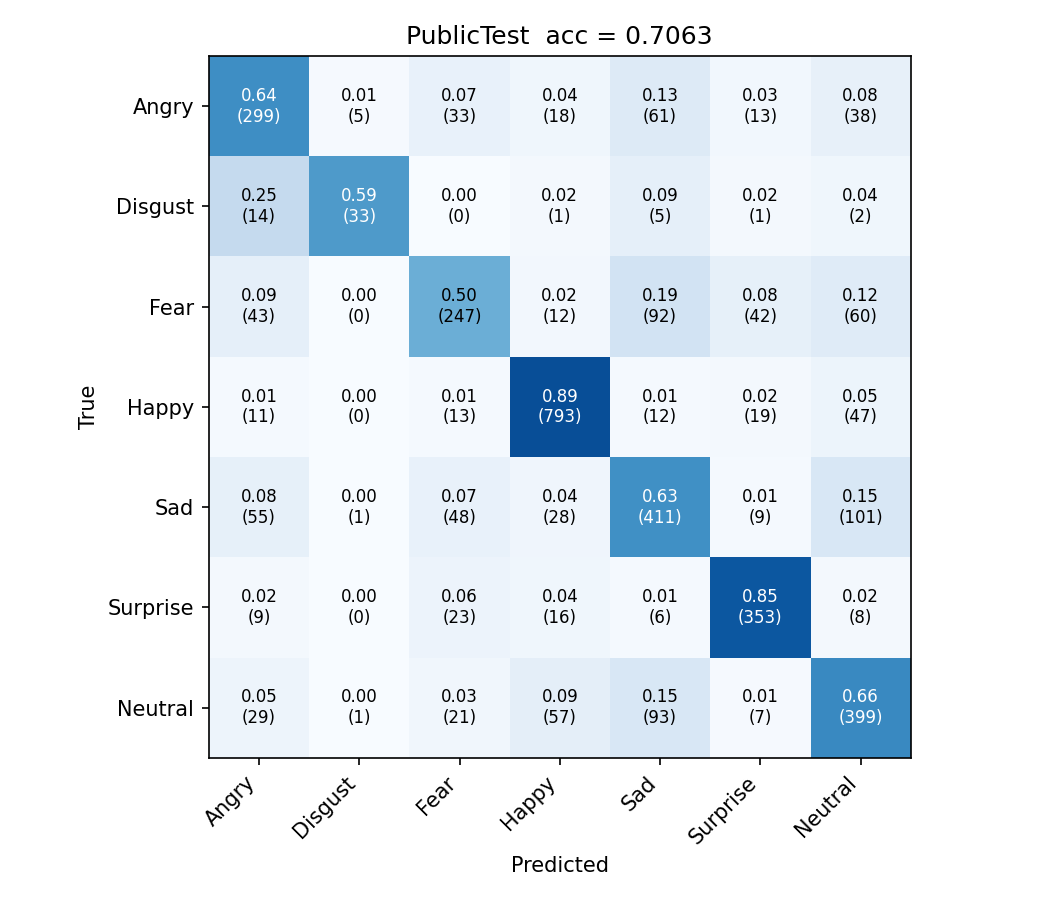 PublicTest  acc = 0.7063
True
Angry
0.64 0.01 0.07 0.04 0.13 0.03 0.08
(299) (5) (33) (18) (61) (13) (38)
Disgust
0.25 0.59 0.00 0.02 0.09 0.02 0.04
(14) (33) (0) (1) (5) (1) (2)
Fear
0.09 0.00 0.50 0.02 0.19 0.08 0.12
(43) (0) (247) (12) (92) (42) (60)
Happy
0.01 0.00 0.01 0.89 0.01 0.02 0.05
(11) (0) (13) (793) (12) (19) (47)
Sad
0.08 0.00 0.07 0.04 0.63 0.01 0.15
(55) (1) (48) (28) (411) (9) (101)
Surprise
0.02 0.00 0.06 0.04 0.01 0.85 0.02
(9) (0) (23) (16) (6) (353) (8)
Neutral
0.05 0.00 0.03 0.09 0.15 0.01 0.66
(29) (1) (21) (57) (93) (7) (399)
Angry Disgust Fear Happy Sad Surprise Neutral
Predicted